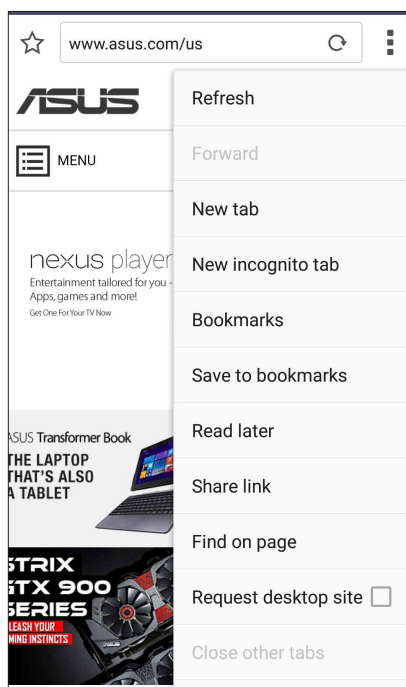 www.asus.com/us
ASUS
MENU
nexus player
Entertainment tailored for you -
Apps, games and more!
Get One For Your TV Now
ASUS Transformer Book
THE LAPTOP
THAT'S ALSO
A TABLET
STRIX
GTX 900
SERIES
LEASH YOUR
MING INSTINCTS
Refresh
Forward
New tab
New incognito tab
Bookmarks
Save to bookmarks
Read later
Share link
Find on page
Request desktop site
Close other tabs